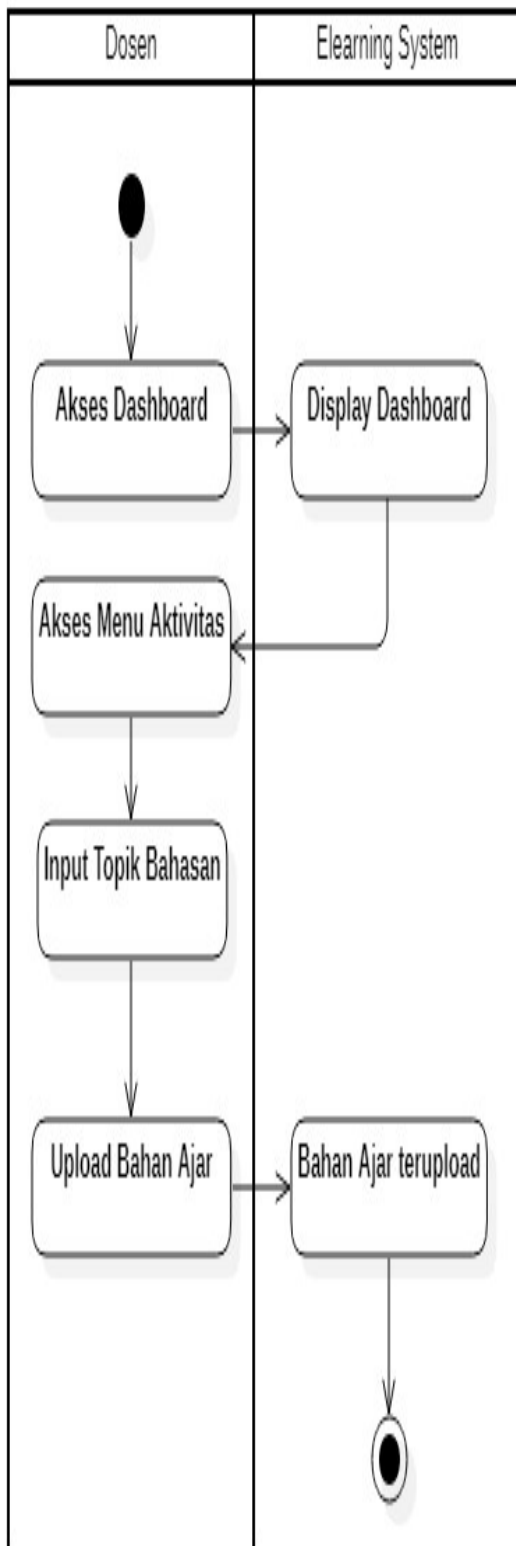 Dosen
Elearning System
Akses Dashboard
Display Dashboard
Akses Menu Aktivitas
Input Topik Bahasan
Upload Bahan Ajar
Bahan Ajar terupload